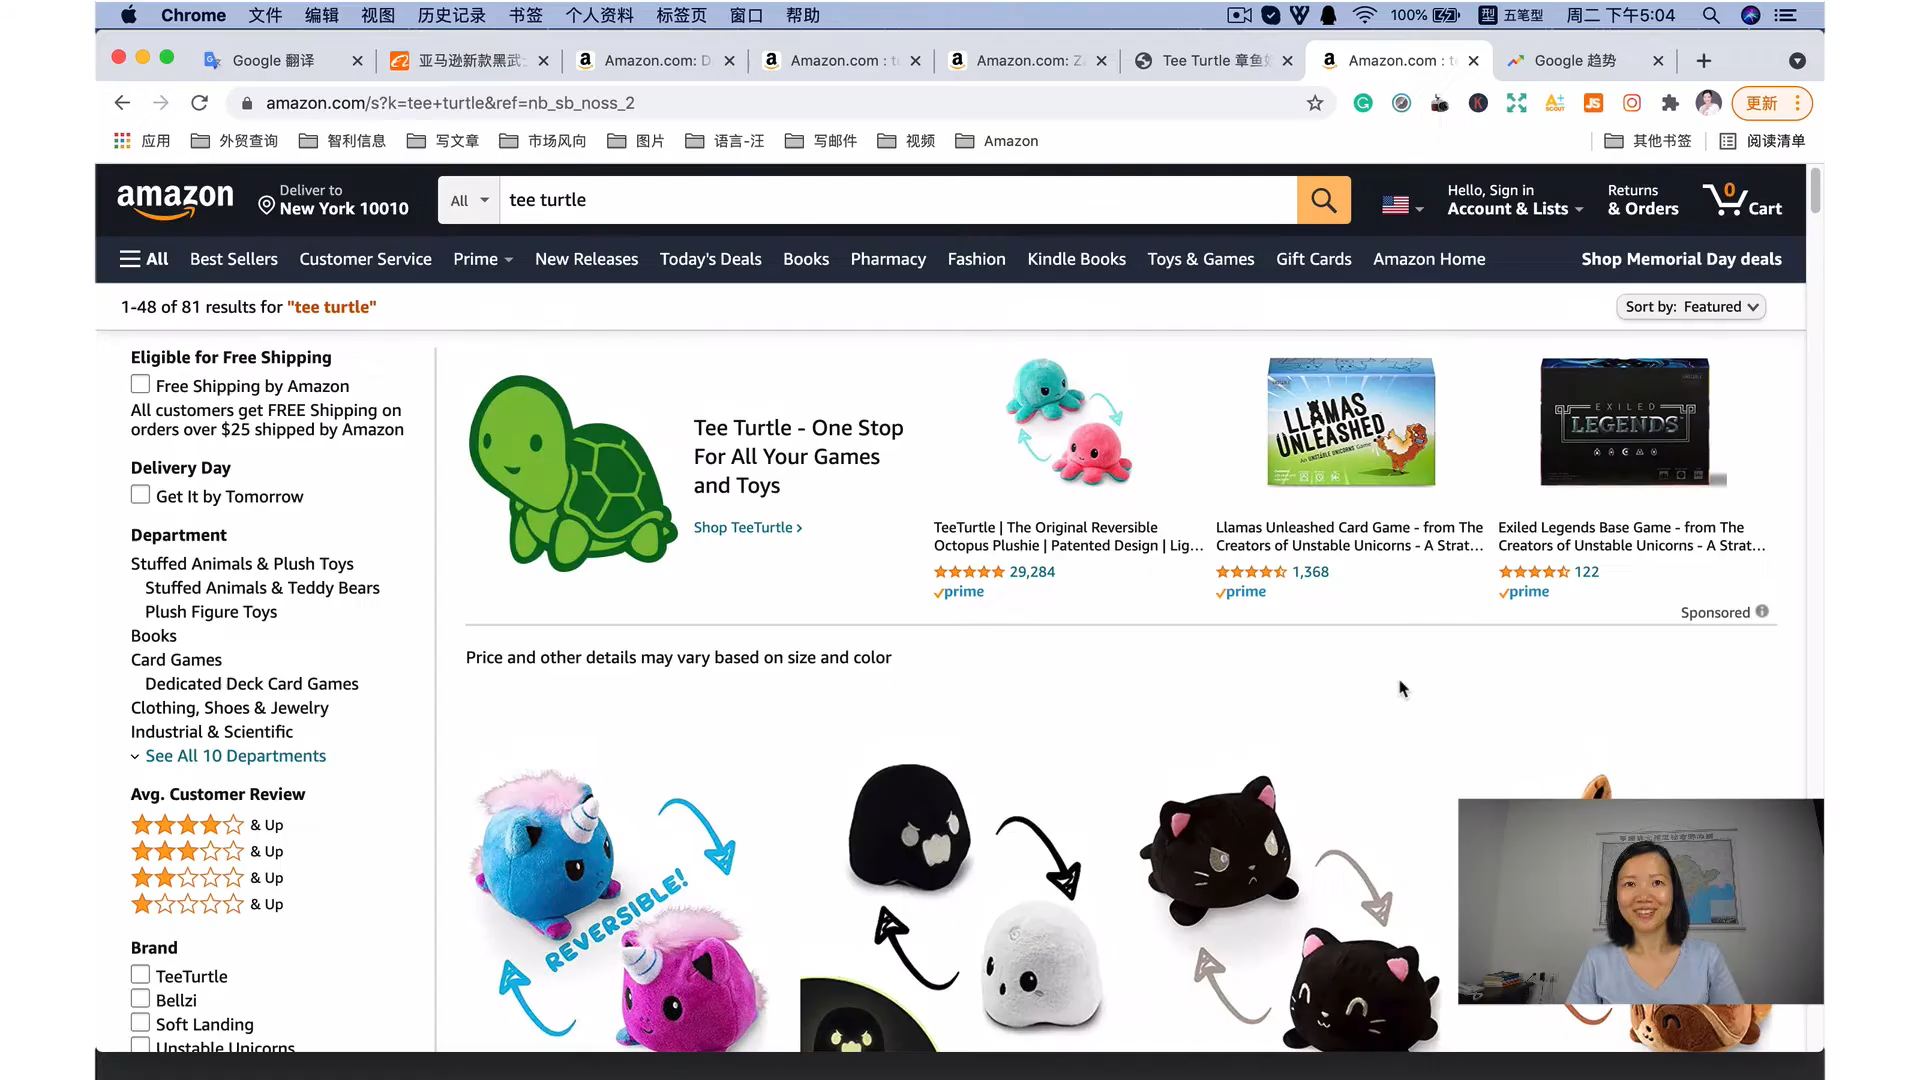 Chrome 文件 编辑 视图 历史记录 书签 个人资料 标签页 窗口 帮助 100% 型 五笔型 周二 下午5:04
Google 翻译 亚马逊新款黑武 Amazon.com: D Amazon.com : t Amazon.com: Z Tee Turtle 章鱼 Amazon.com : t Google 趋势
amazon.com/s?k=tee+turtle&ref=nb_sb_noss_2 更新
应用 外贸查询 智利信息 写文章 市场风向 图片 语言-汪 写邮件 视频 Amazon 其他书签 阅读清单
amazon
Deliver to
New York 10010
All
tee turtle
Hello, Sign in
Account & Lists
Returns
& Orders
0
Cart
All Best Sellers Customer Service Prime New Releases Today's Deals Books Pharmacy Fashion Kindle Books Toys & Games Gift Cards Amazon Home Shop Memorial Day deals
1-48 of 81 results for "tee turtle"
Sort by: Featured
Eligible for Free Shipping
Free Shipping by Amazon
All customers get FREE Shipping on
orders over $25 shipped by Amazon
Delivery Day
Get It by Tomorrow
Department
Stuffed Animals & Plush Toys
Stuffed Animals & Teddy Bears
Plush Figure Toys
Books
Card Games
Dedicated Deck Card Games
Clothing, Shoes & Jewelry
Industrial & Scientific
See All 10 Departments
Avg. Customer Review
& Up
& Up
& Up
& Up
Brand
TeeTurtle
Bellzi
Soft Landing
Unstable Unicorns
Tee Turtle - One Stop
For All Your Games
and Toys
Shop TeeTurtle
TeeTurtle | The Original Reversible
Octopus Plushie | Patented Design | Lig...
29,284
prime
LLAMAS
UNLEASHED
Llamas Unleashed Card Game - from The
Creators of Unstable Unicorns - A Strat...
1,368
prime
EXILED
LEGENDS
Exiled Legends Base Game - from The
Creators of Unstable Unicorns - A Strat...
122
prime
Sponsored
Price and other details may vary based on size and color
REVERSIBLE!